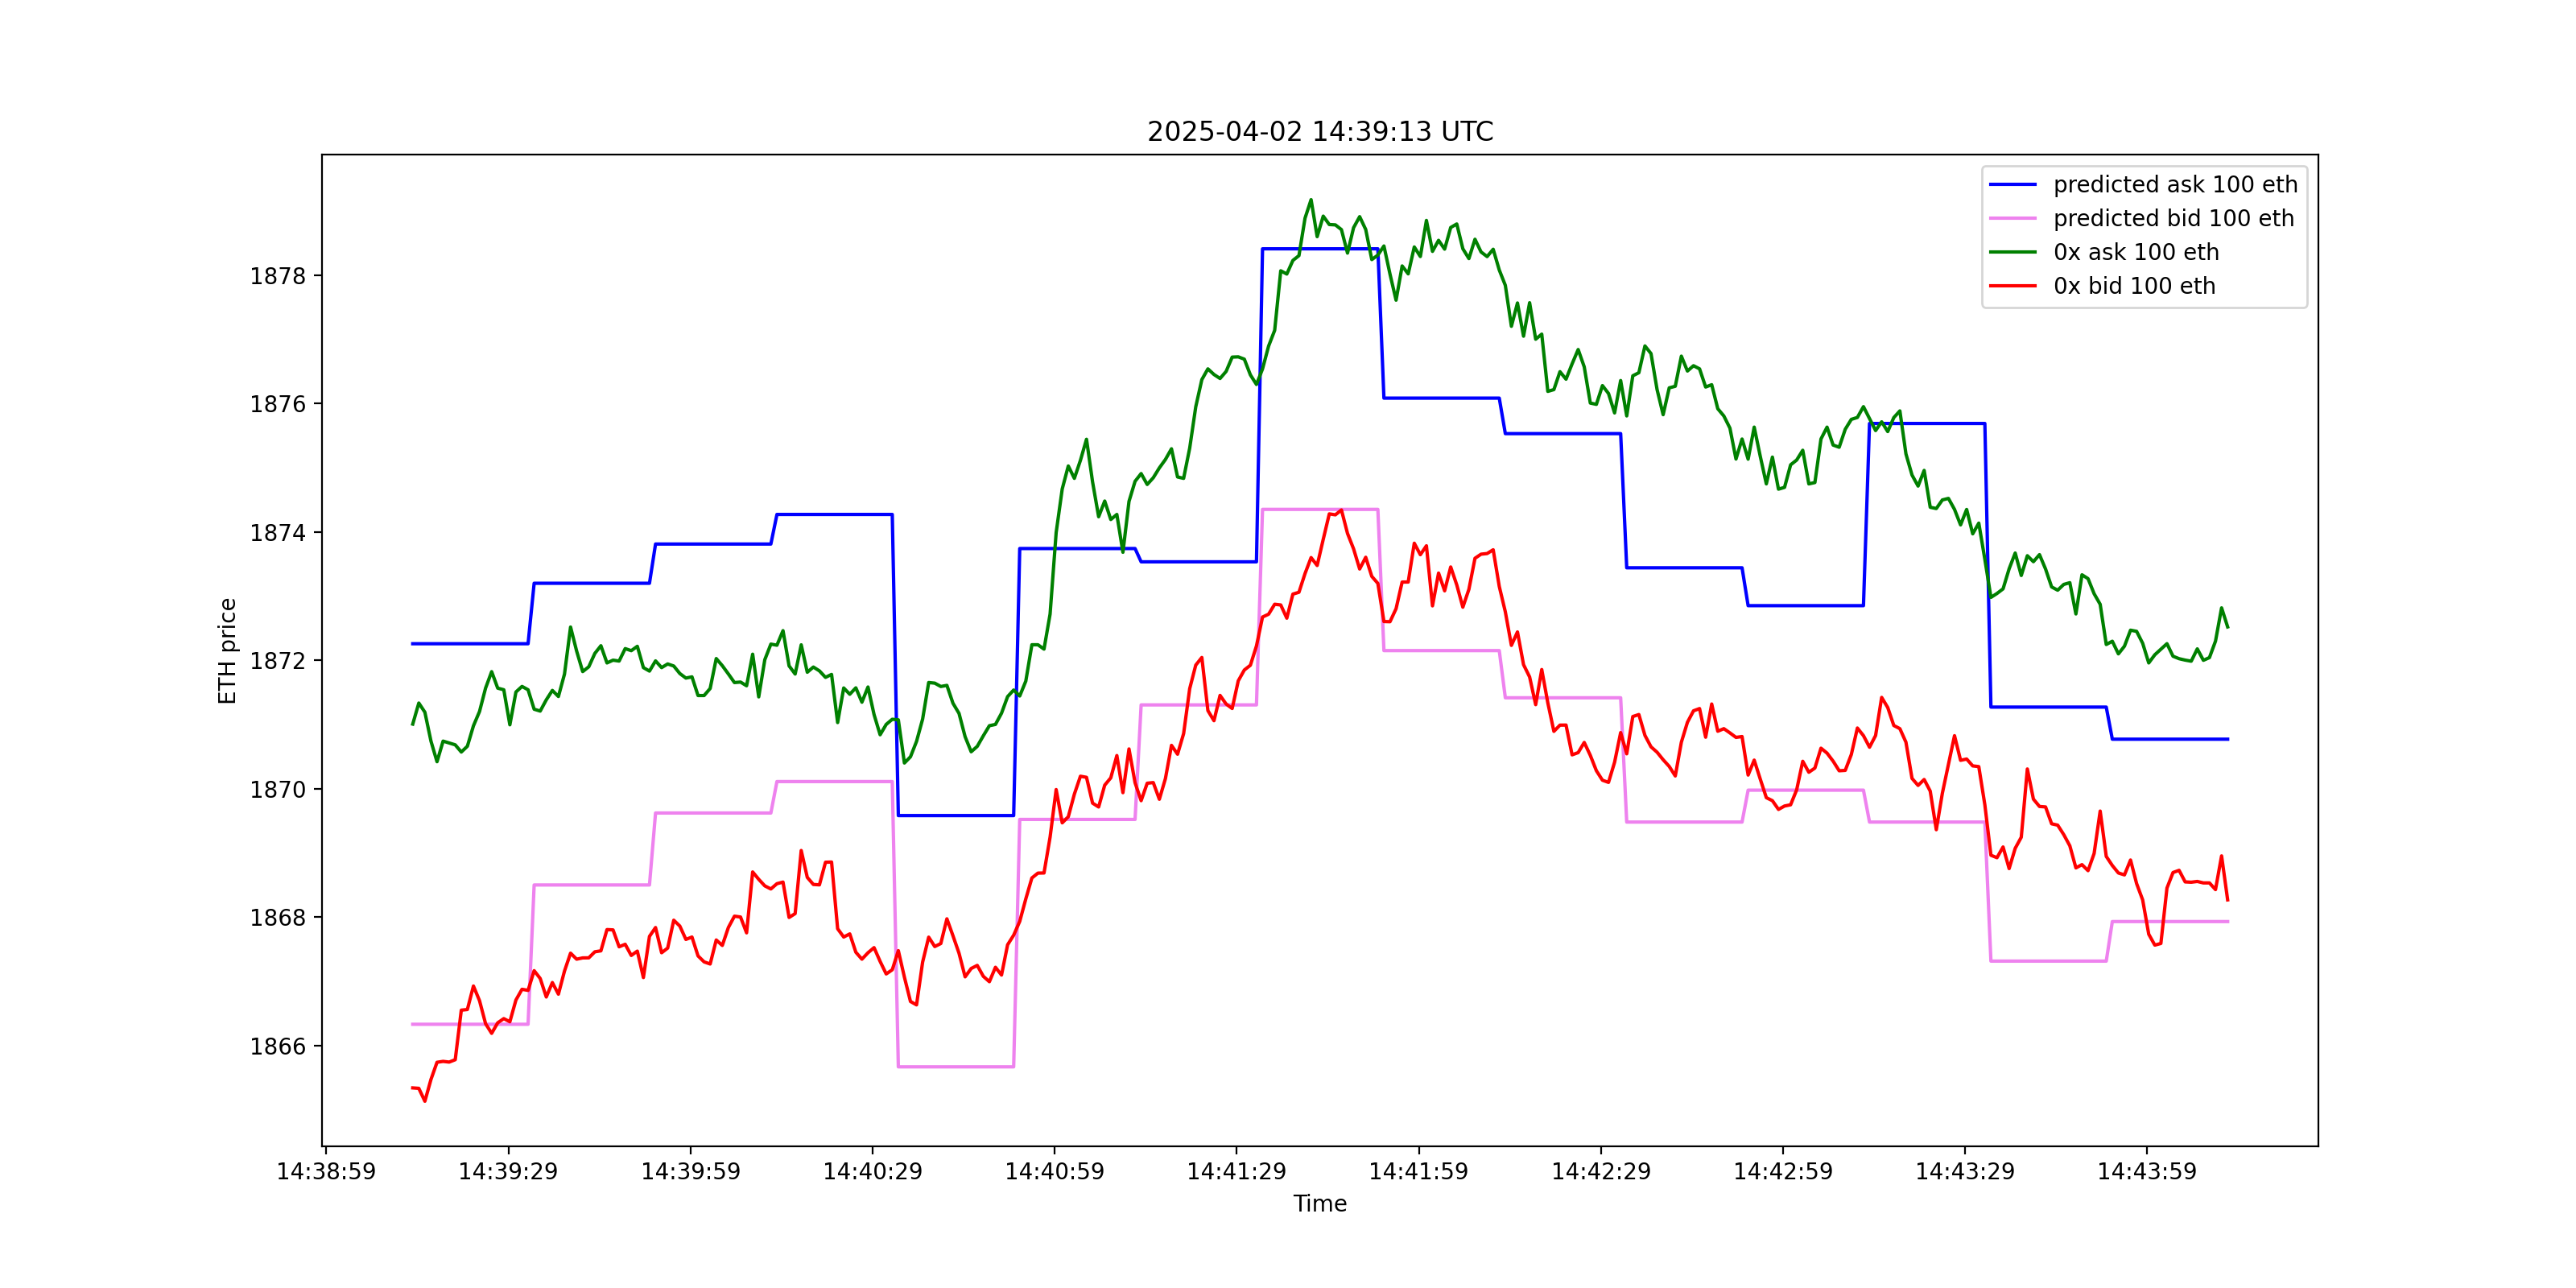 2025-04-02 14:39:13 UTC
predicted ask 100 eth
predicted bid 100 eth
0x ask 100 eth
0x bid 100 eth
ETH price
1878
1876
1874
1872
1870
1868
1866
14:38:59 14:39:29 14:39:59 14:40:29 14:40:59 14:41:29 14:41:59 14:42:29 14:42:59 14:43:29 14:43:59
Time